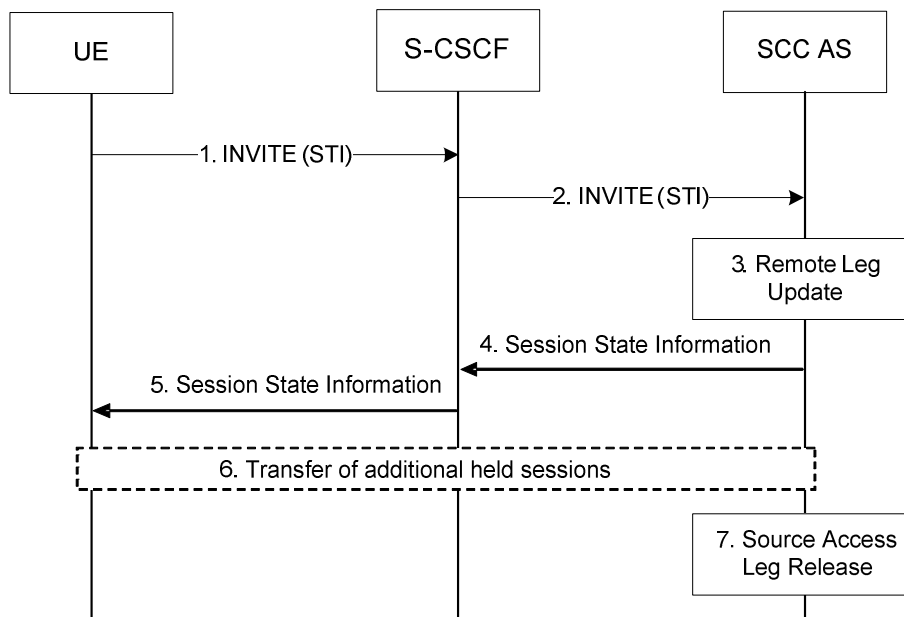 UE
S-CSCF
SCC AS
1. INVITE (STI)
2. INVITE (STI)
3. Remote Leg
Update
4. Session State Information
5. Session State Information
6. Transfer of additional held sessions
7. Source Access
Leg Release